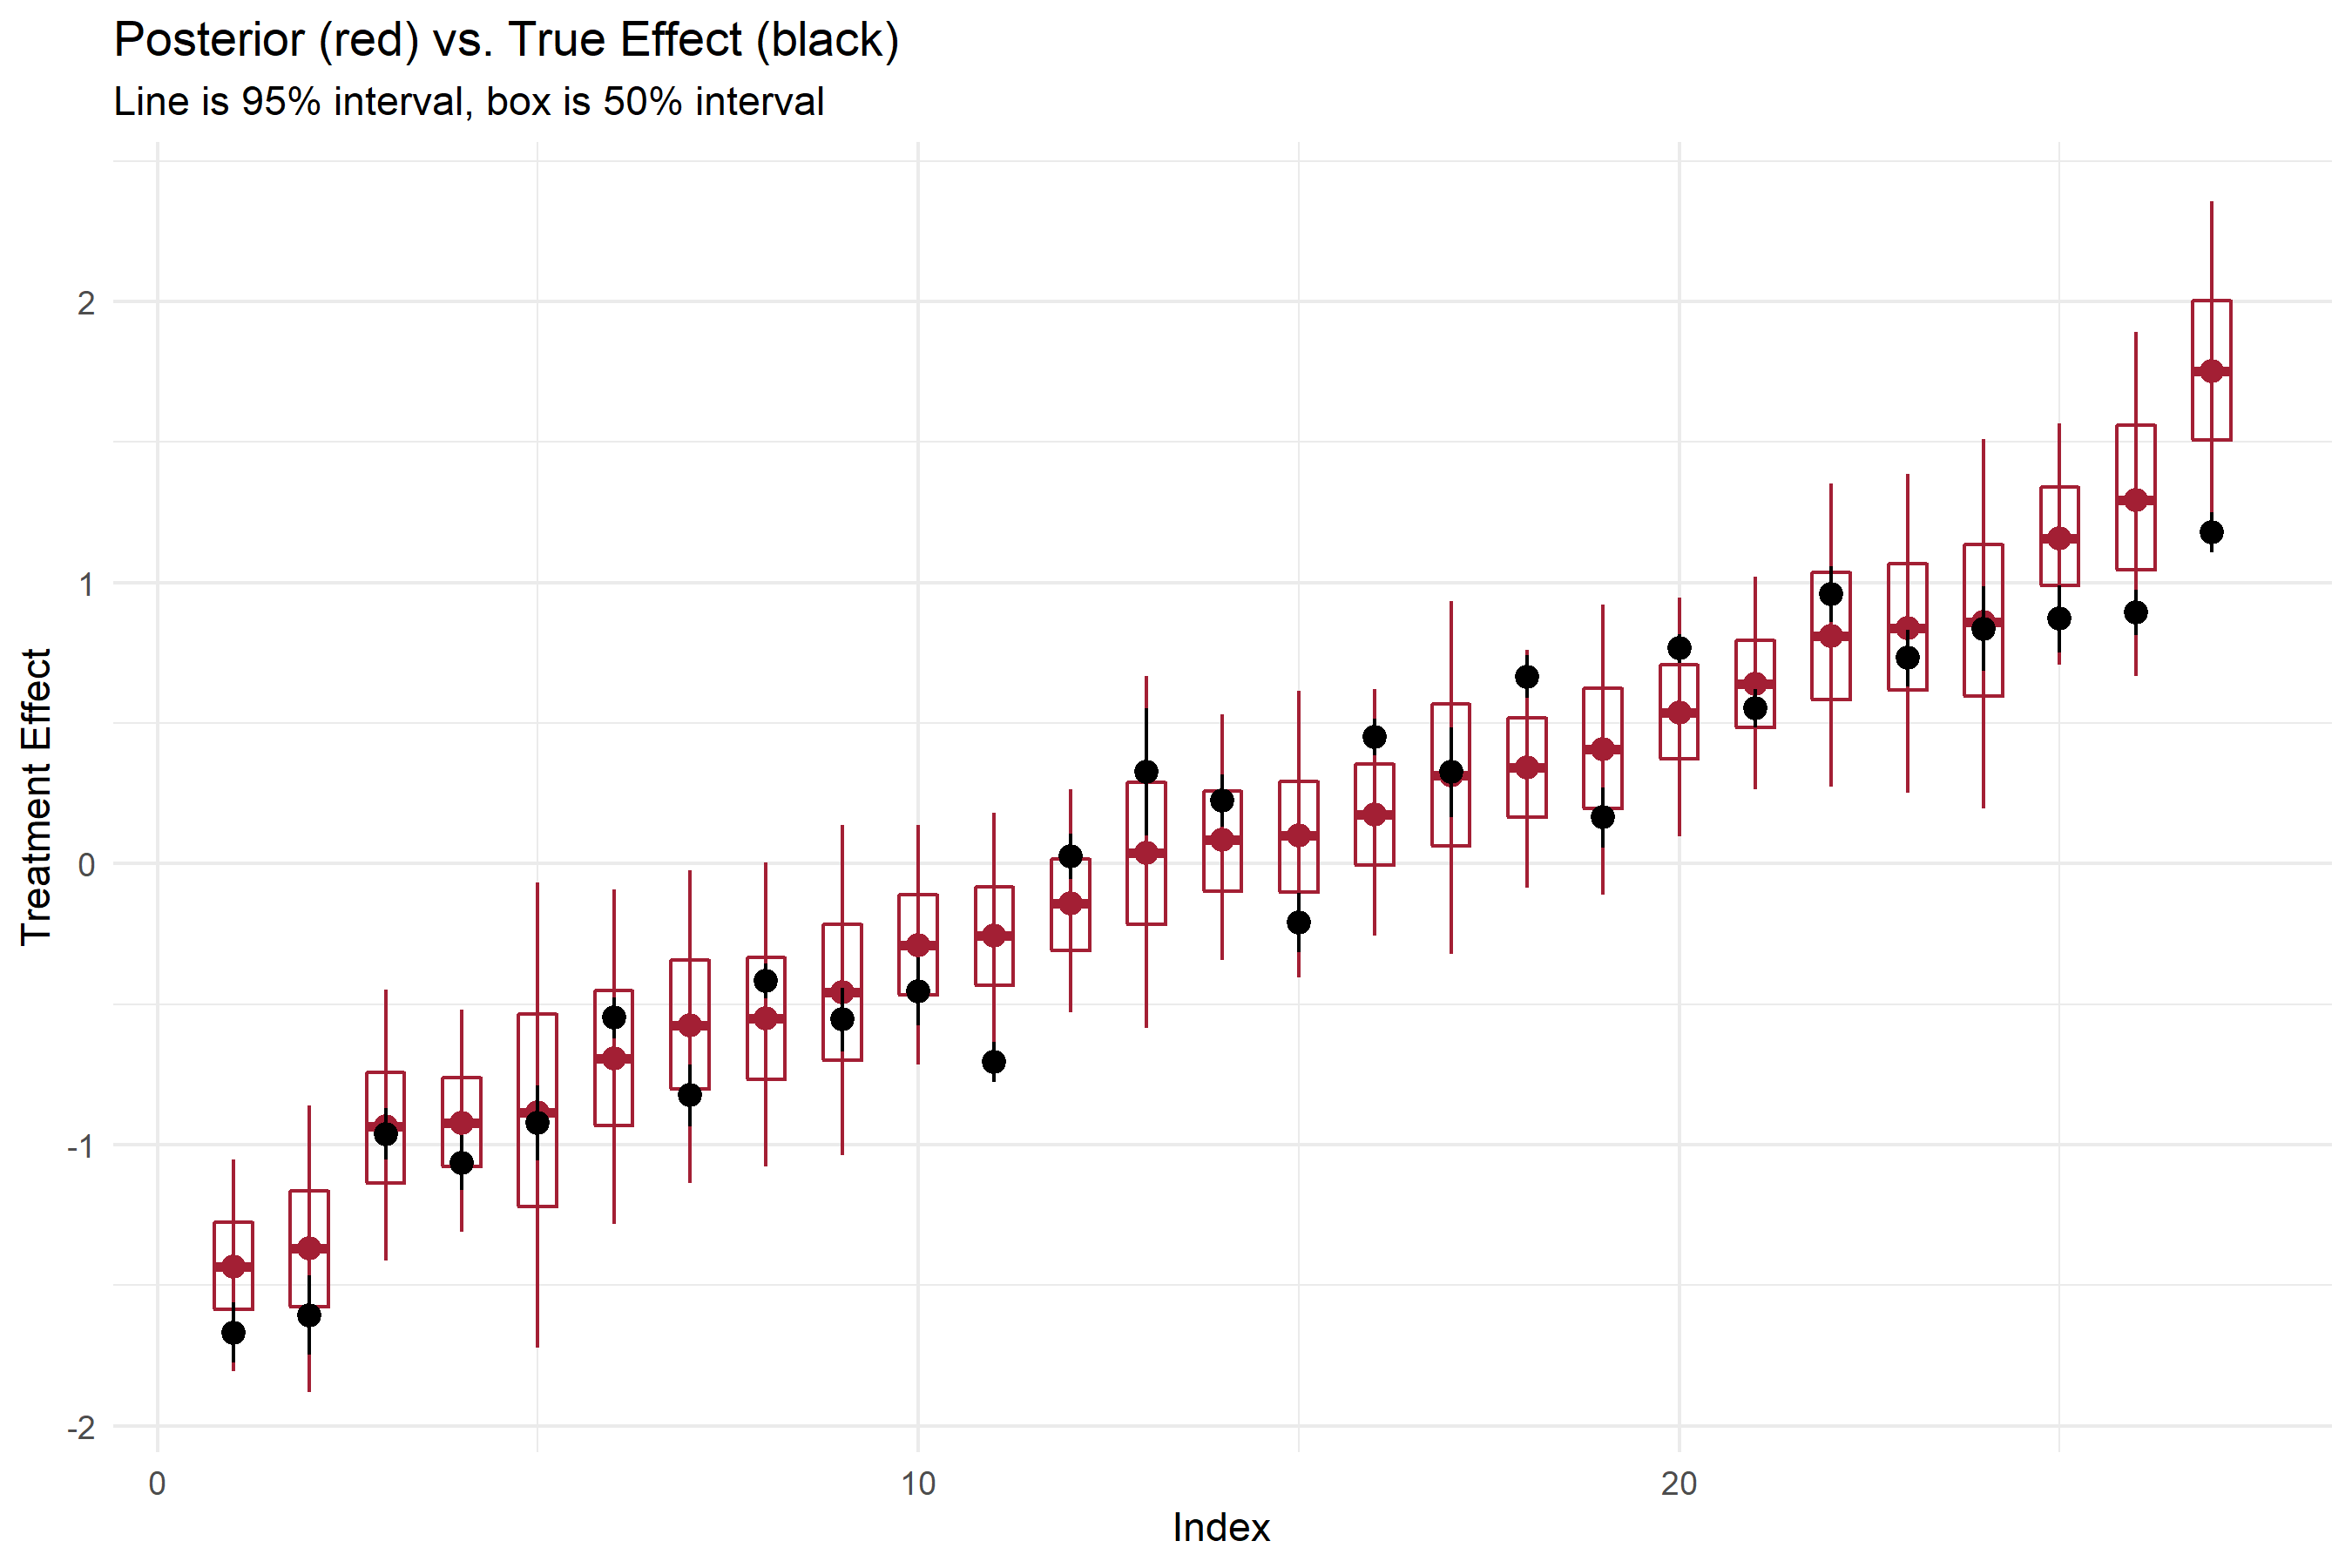 Posterior (red) vs. True Effect (black)
Line is 95% interval, box is 50% interval
Treatment Effect
2
1
0
-1
-2
0
10
20
Index